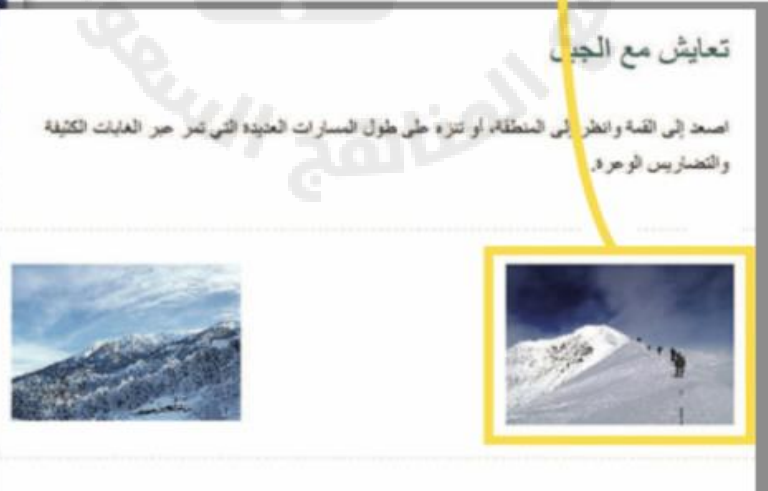 تعايش مع الجبل
اصعد إلى القمة وانظر إلى المنطقة، أو تنزه على طول المسارات العديدة التي تمر عبر الغابات الكثيفة
والتضاريس الوعرة.